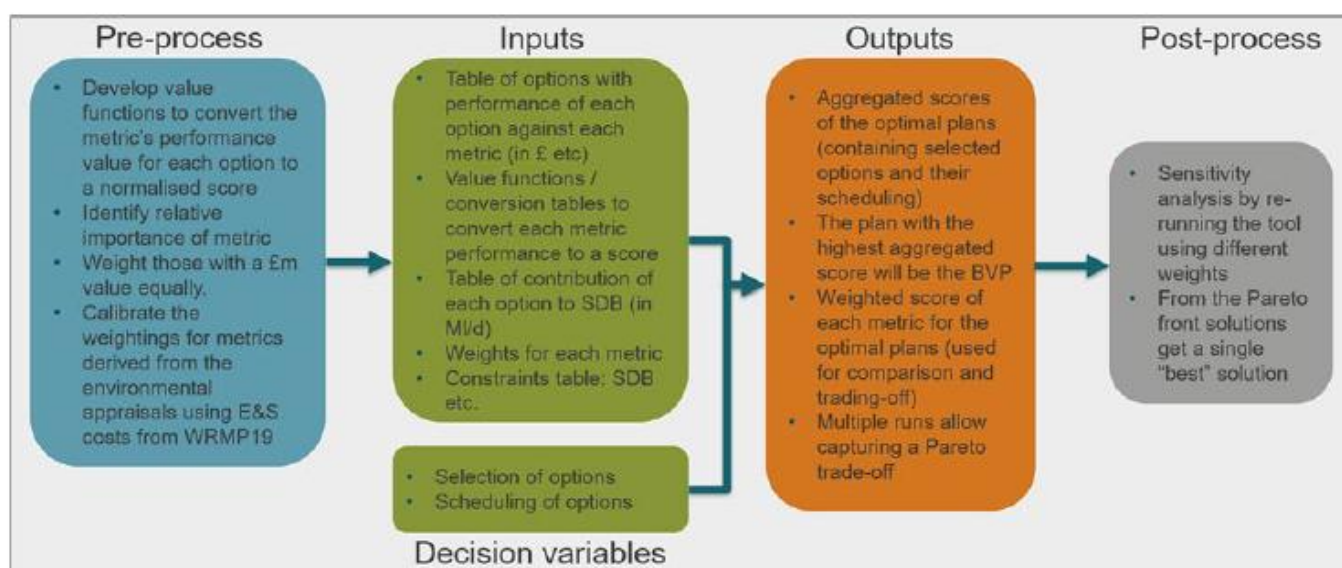 Pre-process
• Develop value
functions to convert the
metric's performance
value for each option to
a normalised score
• Identify relative
importance of metric
• Weight those with a £m
value equally.
• Calibrate the
weightings for metrics
derived from the
environmental
appraisals using E&S
costs from WRMP19
Inputs
• Table of options with
performance of each
option against each
metric (in £ etc)
• Value functions /
conversion tables to
convert each metric
performance to a score
• Table of contribution of
each option to SDB (in
Ml/d)
• Weights for each metric
• Constraints table: SDB
etc.
• Selection of options
• Scheduling of options
Decision variables
Outputs
• Aggregated scores
of the optimal plans
(containing selected
options and their
scheduling)
• The plan with the
highest aggregated
score will be the BVP
• Weighted score of
each metric for the
optimal plans (used
for comparison and
trading-off)
• Multiple runs allow
capturing a Pareto
trade-off
Post-process
• Sensitivity
analysis by re-
running the tool
using different
weights
• From the Pareto
front solutions
get a single
"best" solution